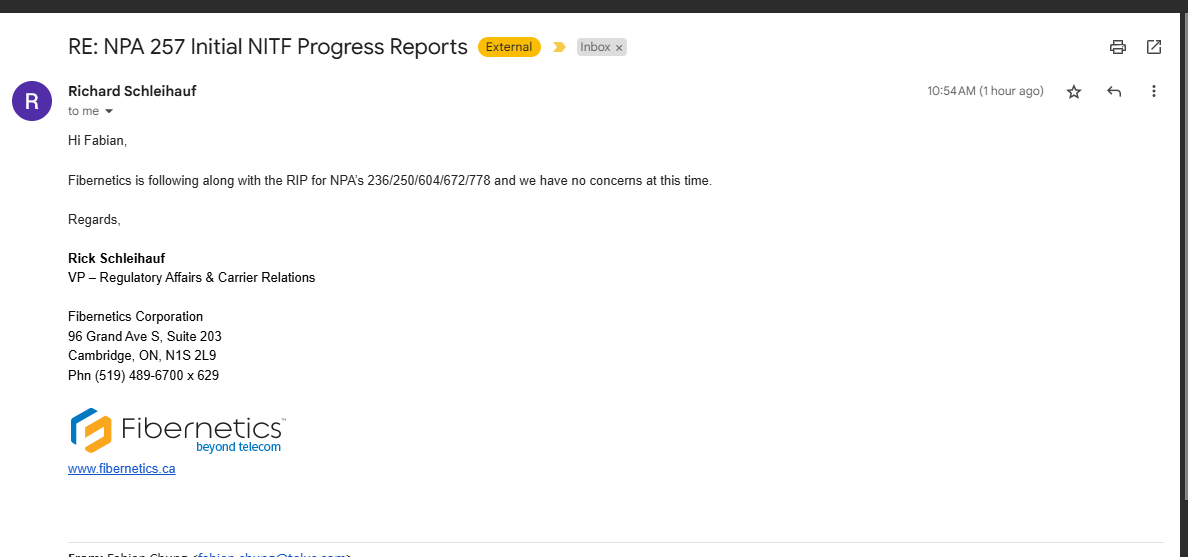 RE: NPA 257 Initial NITF Progress Reports External Inbox ×
R
Richard Schleihauf 10:54 AM (1 hour ago)
to me
Hi Fabian,
Fibernetics is following along with the RIP for NPA's 236/250/604/672/778 and we have no concerns at this time.
Regards,
Rick Schleihauf
VP – Regulatory Affairs & Carrier Relations
Fibernetics Corporation
96 Grand Ave S, Suite 203
Cambridge, ON, N1S 2L9
Phn (519) 489-6700 x 629
Fibernetics™
beyond telecom
www.fibernetics.ca